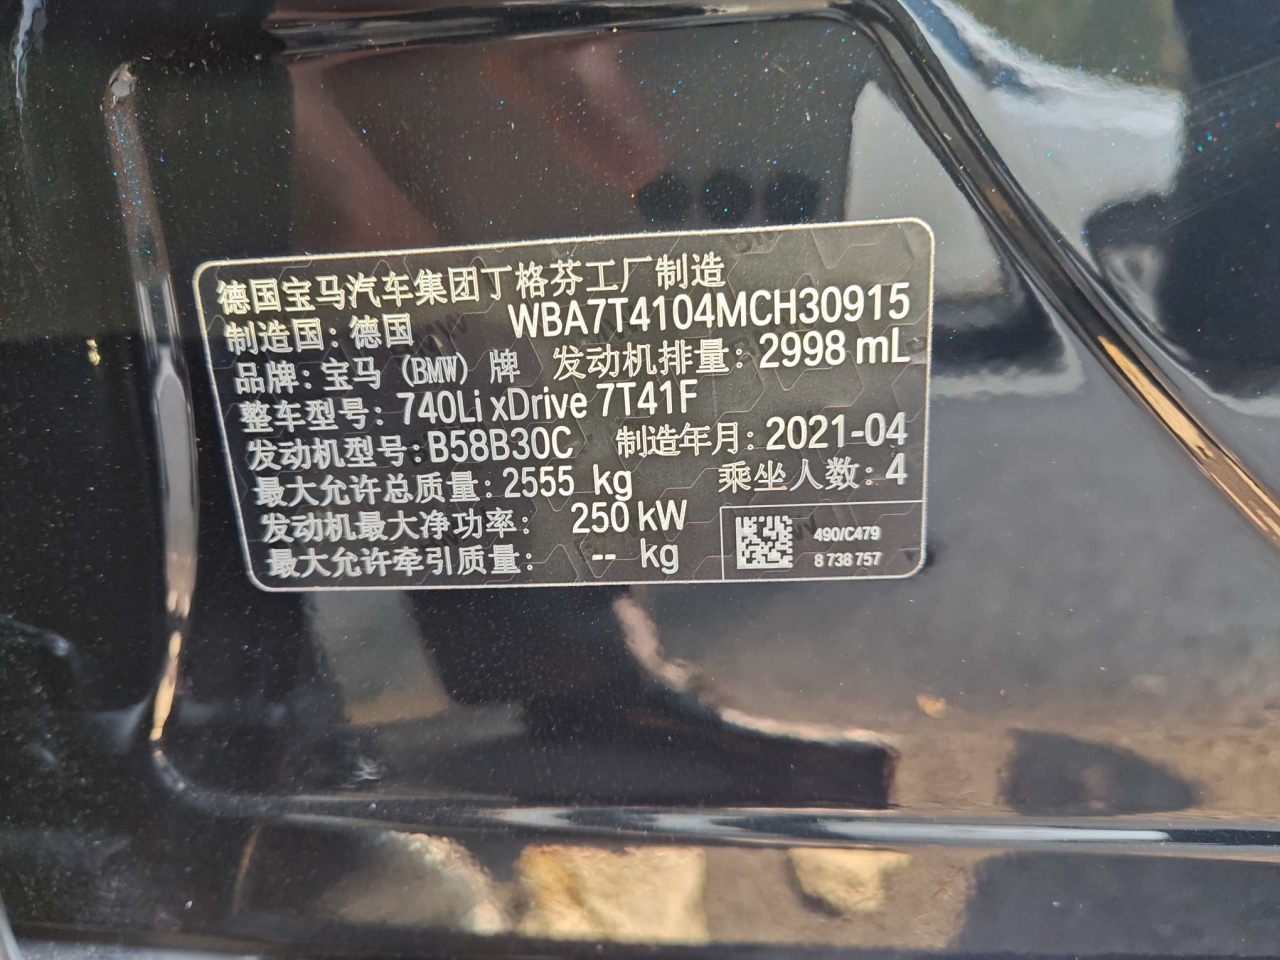 德国宝马汽车集团丁格芬工厂制造
制造国：德国 WBA7T4104MCH30915
品牌：宝马（BMW）牌 发动机排量：2998 mL
整车型号：740Li xDrive 7T41F
发动机型号：B58B30C 制造年月：2021-04
最大允许总质量：2555 kg 乘坐人数：4
发动机最大净功率： 250 kW
最大允许牵引质量： -- kg
490/C479
8 738 757